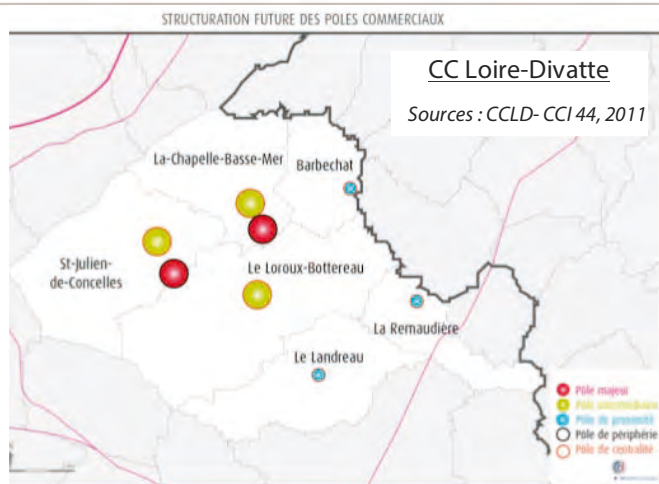 STRUCTURATION FUTURE DES POLES COMMERCIAUX
CC Loire-Divatte
Sources : CCLD- CCI 44, 2011
La-Chapelle-Basse-Mer
Barbechat
St-Julien-
de-Concelles
Le Loroux-Bottereau
La Remaudière
Le Landreau
Pôle majeur
Pôle intermédiaire
Pôle de proximité
Pôle de périphérie
Pôle de centralité